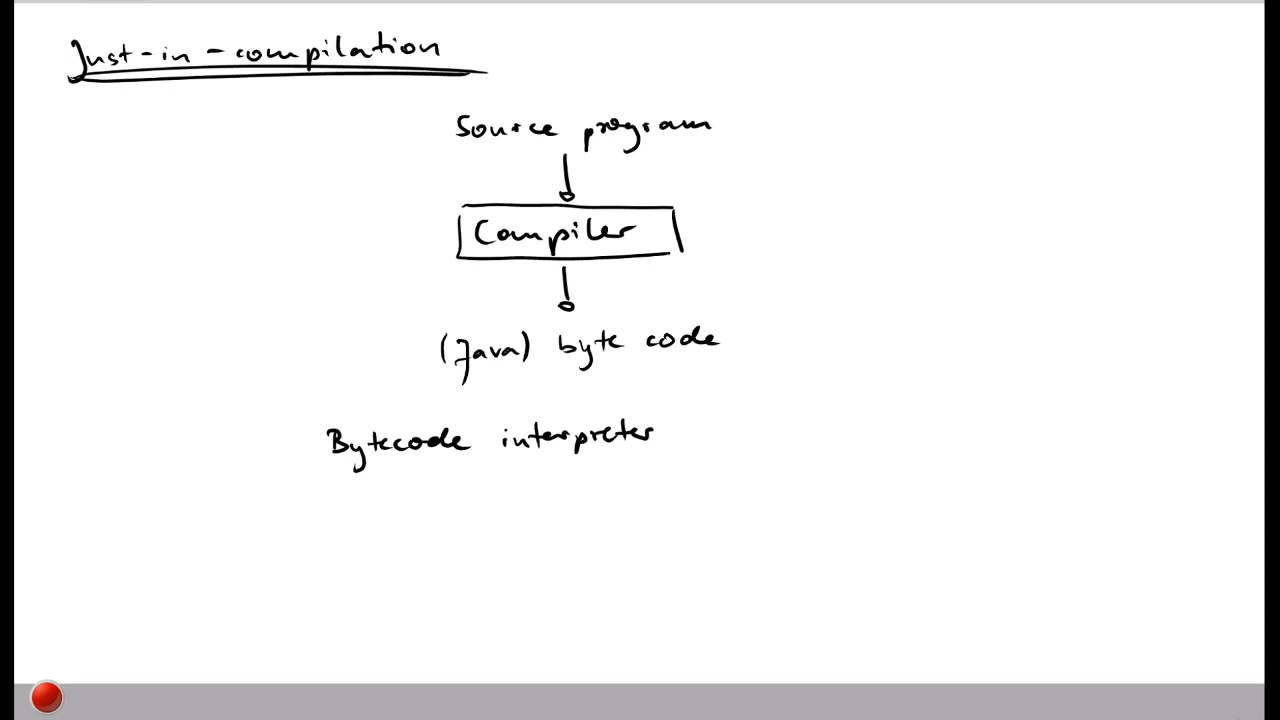 Just-in-compilation
Source program
Compiler
(Java) byte code
Bytecode interpreter